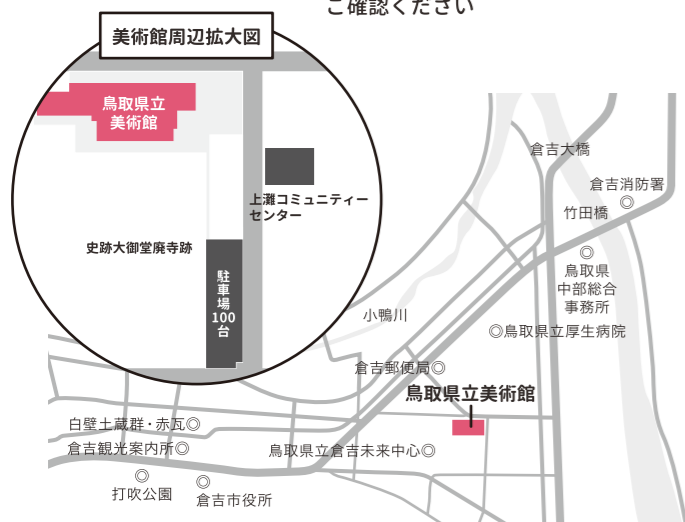 ご確認ください
美術館周辺拡大図
鳥取県立
美術館
上灘コミュニティー
センター
史跡大御堂廃寺跡
駐車場
100
台
倉吉大橋
倉吉消防署
◎
竹田橋
◎
鳥取県
中部総合
事務所
小鴨川
◎鳥取県立厚生病院
倉吉郵便局◎
鳥取県立美術館
白壁土蔵群・赤瓦◎
倉吉観光案内所◎
鳥取県立倉吉未来中心◎
◎
打吹公園
◎
倉吉市役所